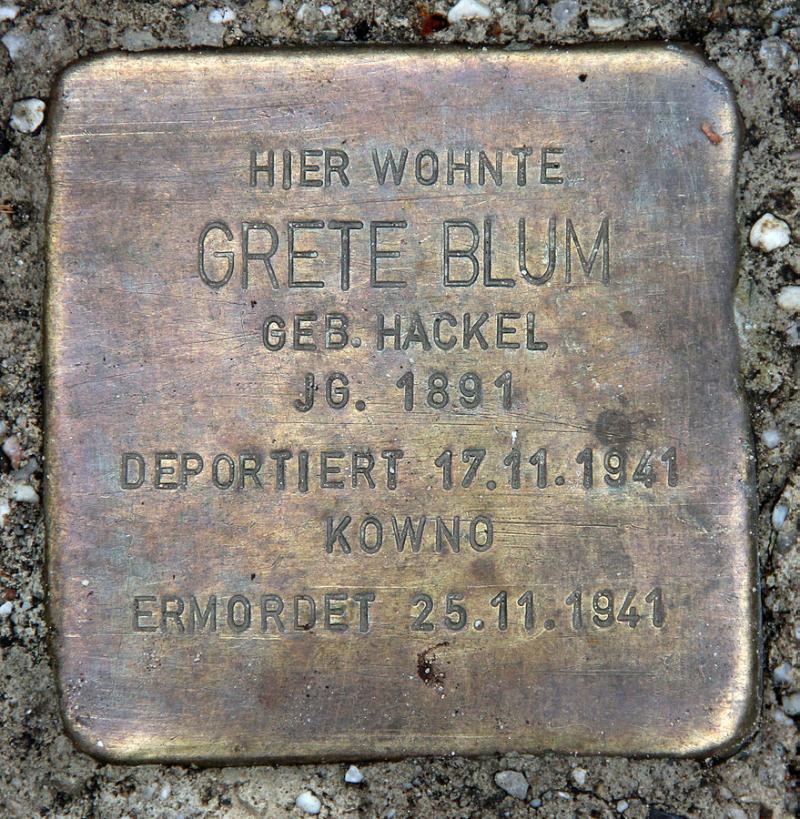 HIER WOHNTE
GRETE BLUM
GEB. HACKEL
JG. 1891
DEPORTIERT 17.11.1941
KOWNO
ERMORDET 25.11.1941